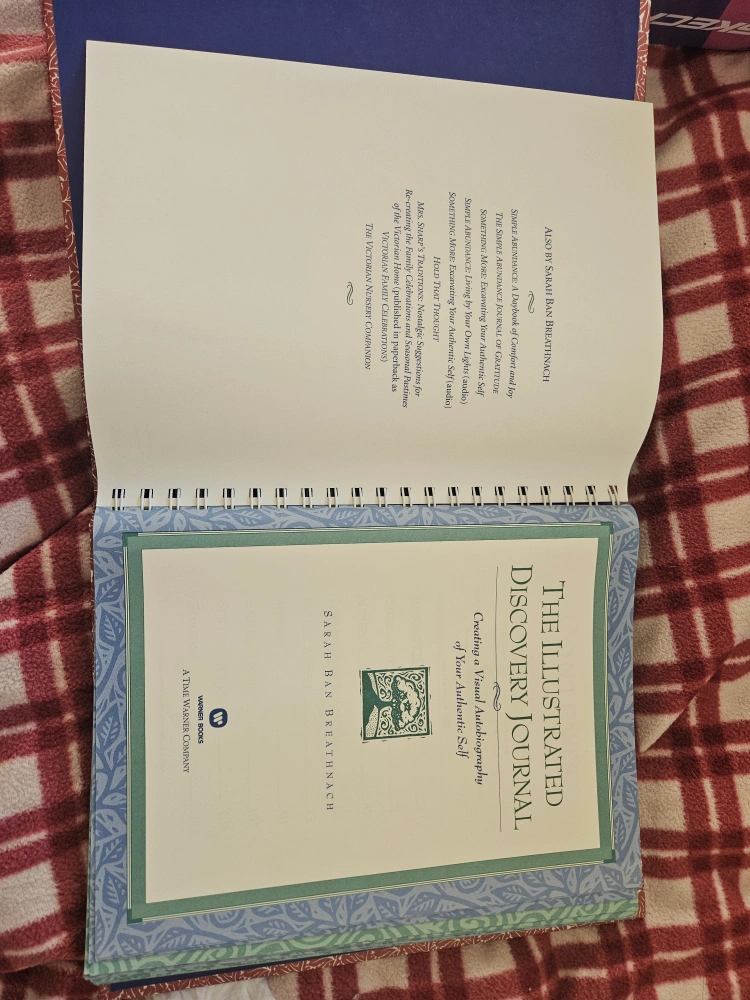 ALSO BY SARAH BAN BREATHNACH
SIMPLE ABUNDANCE: A Daybook of Comfort and Joy
THE SIMPLE ABUNDANCE JOURNAL OF GRATITUDE
SOMETHING MORE: Excavating Your Authentic Self
SIMPLE ABUNDANCE: Living by Your Own Lights (audio)
SOMETHING MORE: Excavating Your Authentic Self (audio)
HOLD THAT THOUGHT
MRS. SHARP'S TRADITIONS: Nostalgic Suggestions for
Re-creating the Family Celebrations and Seasonal Pastimes
of the Victorian Home (published in paperback as
VICTORIAN FAMILY CELEBRATIONS)
THE VICTORIAN NURSERY COMPANION
THE ILLUSTRATED
DISCOVERY JOURNAL
Creating a Visual Autobiography
of Your Authentic Self
SARAH BAN BREATHNACH
WARNER BOOKS
A TIME WARNER COMPANY